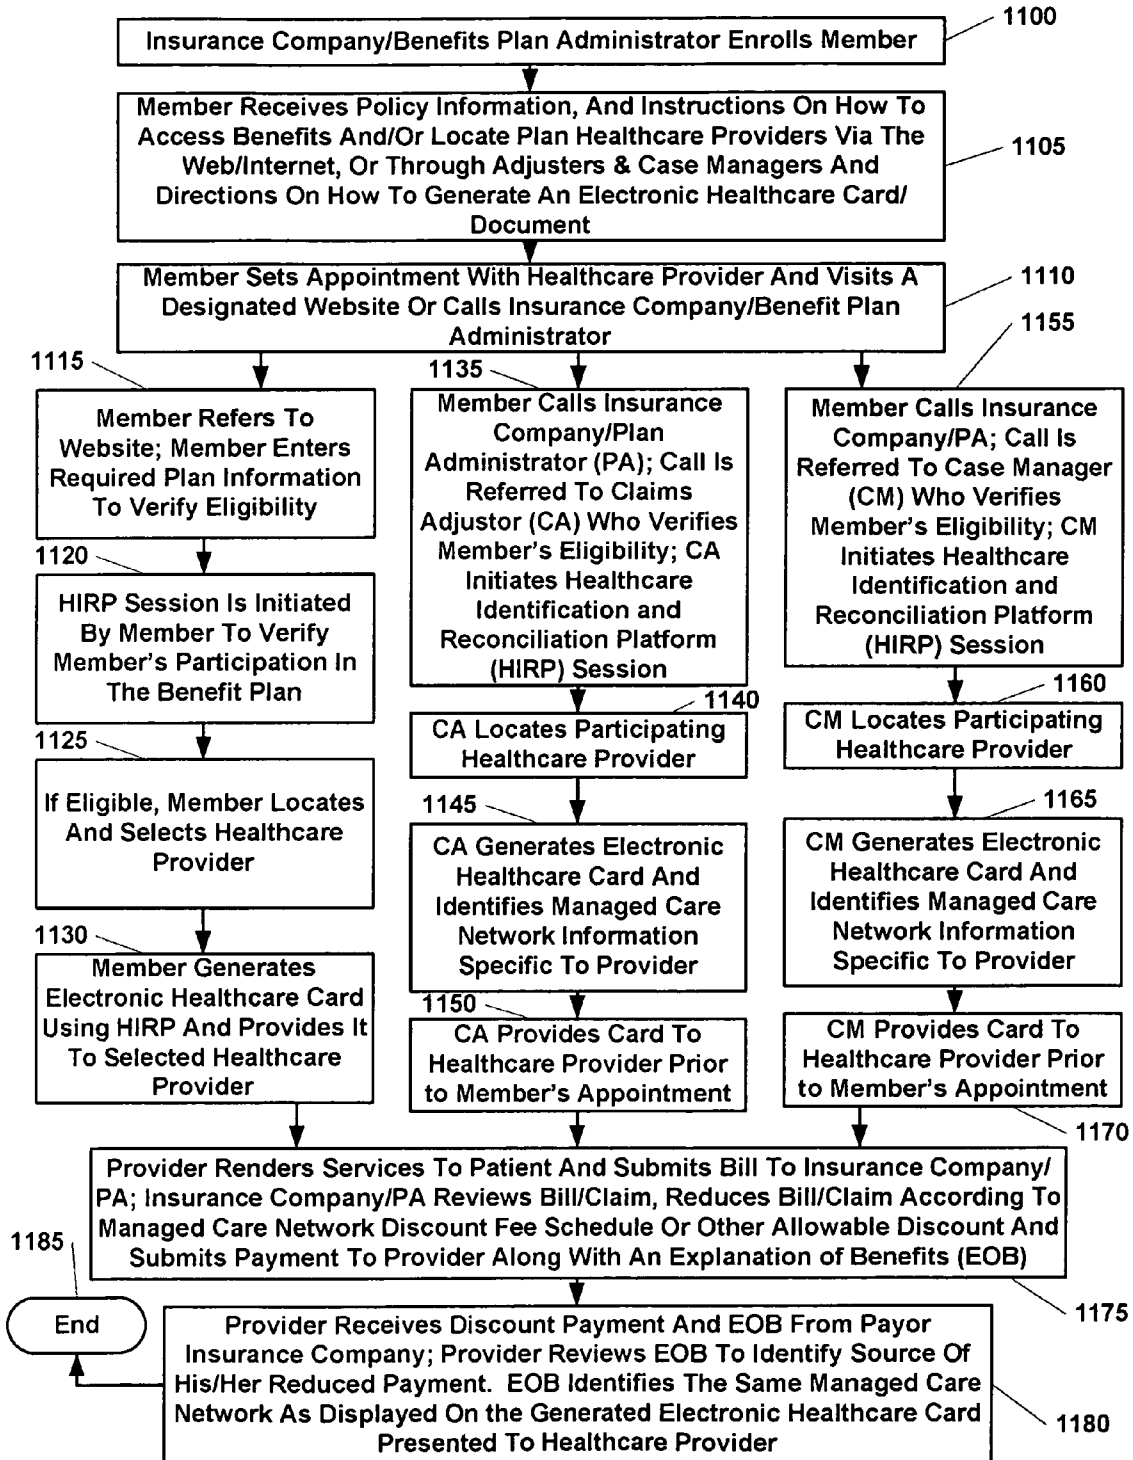 1100
Insurance Company/Benefits Plan Administrator Enrolls Member
Member Receives Policy Information, And Instructions On How To
Access Benefits And/Or Locate Plan Healthcare Providers Via The
Web/Internet, Or Through Adjusters & Case Managers And
Directions On How To Generate An Electronic Healthcare Card/
Document
1105
Member Sets Appointment With Healthcare Provider And Visits A
Designated Website Or Calls Insurance Company/Benefit Plan
Administrator
1110
1115
Member Refers To
Website; Member Enters
Required Plan Information
To Verify Eligibility
1120
HIRP Session Is Initiated
By Member To Verify
Member's Participation In
The Benefit Plan
1125
If Eligible, Member Locates
And Selects Healthcare
Provider
1130
Member Generates
Electronic Healthcare Card
Using HIRP And Provides It
To Selected Healthcare
Provider
1135
Member Calls Insurance
Company/Plan
Administrator (PA); Call Is
Referred To Claims
Adjustor (CA) Who Verifies
Member's Eligibility; CA
Initiates Healthcare
Identification and
Reconciliation Platform
(HIRP) Session
1140
CA Locates Participating
Healthcare Provider
1145
CA Generates Electronic
Healthcare Card And
Identifies Managed Care
Network Information
Specific To Provider
1150
CA Provides Card To
Healthcare Provider Prior
to Member's Appointment
1155
Member Calls Insurance
Company/PA; Call Is
Referred To Case Manager
(CM) Who Verifies
Member's Eligibility; CM
Initiates Healthcare
Identification and
Reconciliation Platform
(HIRP) Session
1160
CM Locates Participating
Healthcare Provider
1165
CM Generates Electronic
Healthcare Card And
Identifies Managed Care
Network Information
Specific To Provider
CM Provides Card To
Healthcare Provider Prior
to Member's Appointment
1170
Provider Renders Services To Patient And Submits Bill To Insurance Company/
PA; Insurance Company/PA Reviews Bill/Claim, Reduces Bill/Claim According To
Managed Care Network Discount Fee Schedule Or Other Allowable Discount And
Submits Payment To Provider Along With An Explanation of Benefits (EOB)
1175
1185
End
Provider Receives Discount Payment And EOB From Payor
Insurance Company; Provider Reviews EOB To Identify Source Of
His/Her Reduced Payment. EOB Identifies The Same Managed Care
Network As Displayed On the Generated Electronic Healthcare Card
Presented To Healthcare Provider
1180